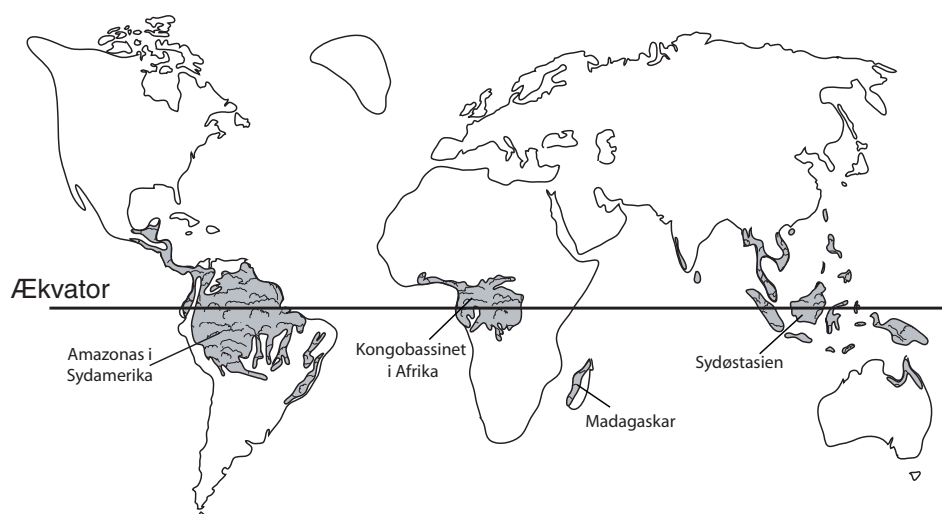 Ækvator
Amazonas i
Sydamerika
Kongobassinet
i Afrika
Madagaskar
Sydøstasien